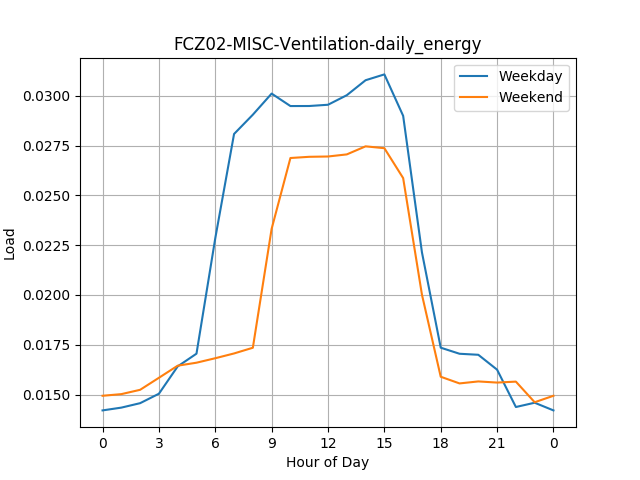 FCZ02-MISC-Ventilation-daily_energy
Weekday
Weekend
0.0300
0.0275
0.0250
0.0225
0.0200
0.0175
0.0150
Load
0 3 6 9 12 15 18 21 0
Hour of Day